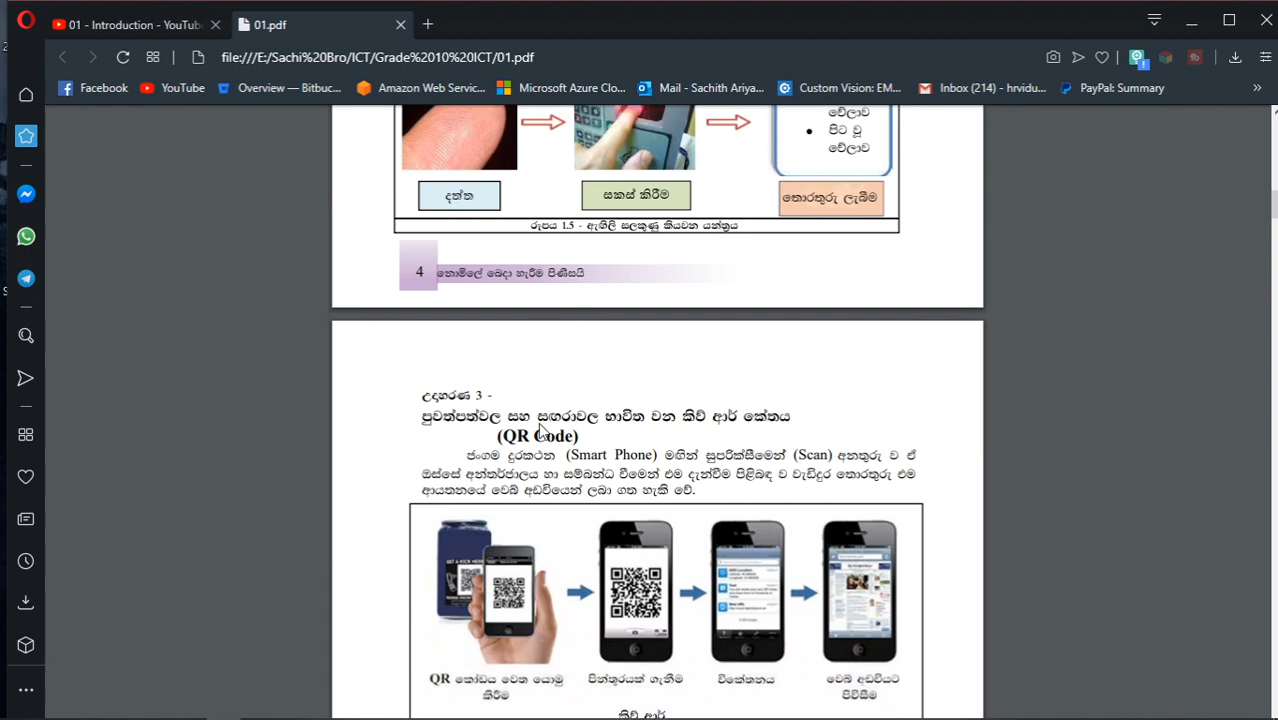 01 - Introduction - YouTub
01.pdf
file:///E:/Sachi%20Bro/ICT/Grade%2010%20ICT/01.pdf
Facebook
YouTube
Overview — Bitbuc...
Amazon Web Servic...
Microsoft Azure Clo...
Mail - Sachith Ariya...
Custom Vision: EM...
Inbox (214) - hrvidu...
PayPal: Summary
වේලාව
• පිට වූ
වේලාව
දත්ත
සකස් කිරීම
තොරතුරු ලැබීම
රූපය 1.5 - ඇඟිලි සලකුණු කියවන යන්ත්‍රය
4 නොමිලේ බෙදා හැරීම පිණිසයි
උදාහරණ 3 -
පුවත්පත්වල සහ සඟරාවල භාවිත වන කිව් ආර් කේතය
(QR Code)
ජංගම දුරකථන (Smart Phone) මඟින් සුපරික්සීමෙන් (Scan) අනතුරු ව ඒ
ඔස්සේ අන්තර්ජාලය හා සම්බන්ධ වීමෙන් එම දැන්වීම පිළිබඳ ව වැඩිදුර තොරතුරු එම
ආයතනයේ වෙබ් අඩවියෙන් ලබා ගත හැකි වේ.
GET A KICK HERE
QR කෝඩය වෙත යොමු
කිරීම
පින්තූරයක් ගැනීම
විකේතනය
වෙබ් අඩවියට
පිවිසීම
කිව් ආර්